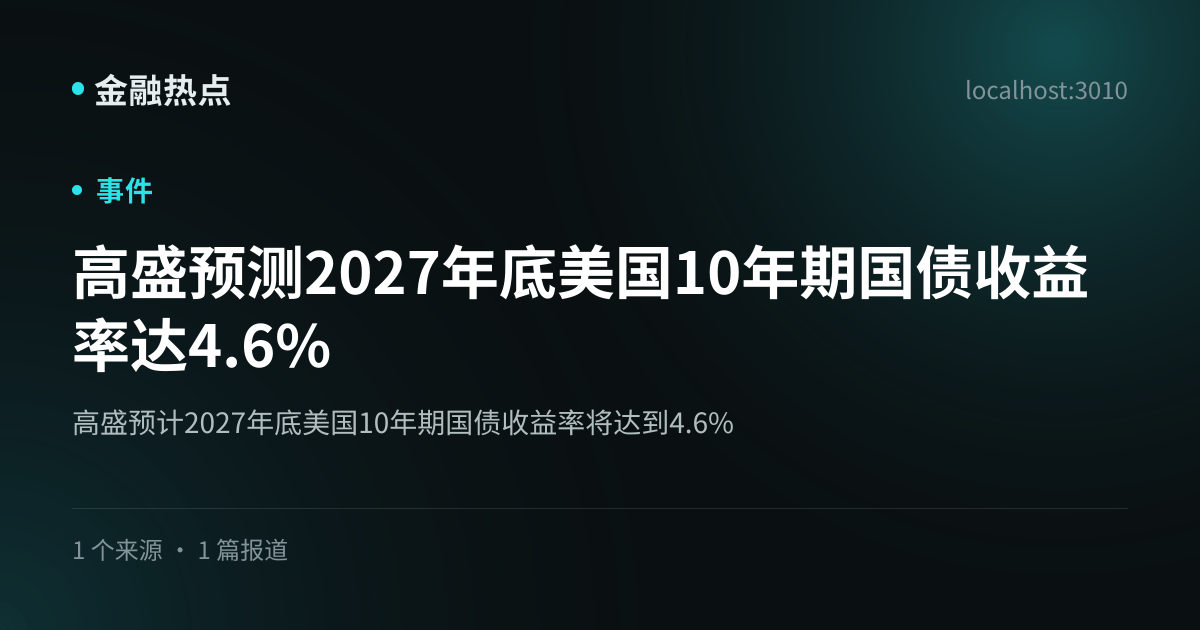 金融热点
localhost:3010
事件
高盛预测2027年底美国10年期国债收益
率达4.6%
高盛预计2027年底美国10年期国债收益率将达到4.6%
1 个来源 · 1 篇报道